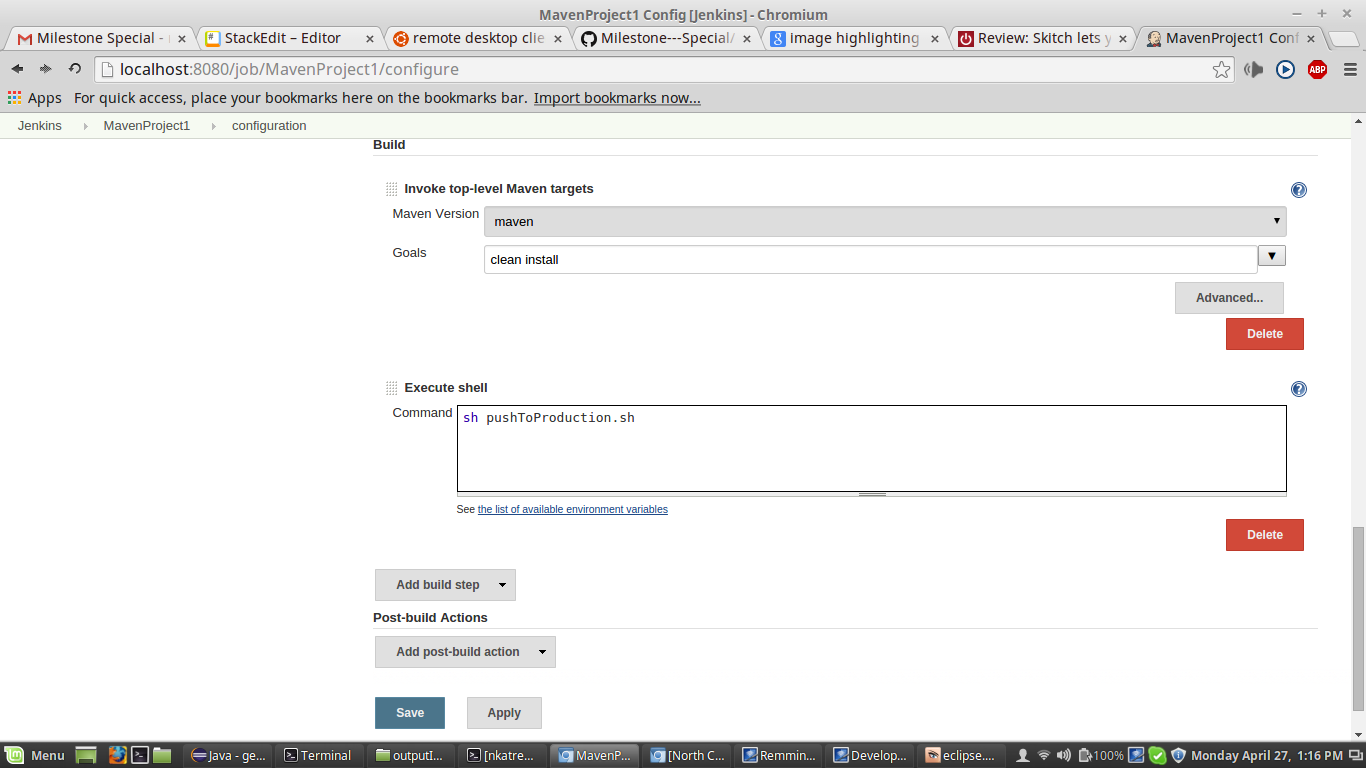 MavenProject1 Config [Jenkins] - Chromium
Milestone Special -
StackEdit – Editor
remote desktop clie
Milestone---Special/
image highlighting
Review: Skitch lets y
MavenProject1 Conf
localhost:8080/job/MavenProject1/configure
ABP
Apps For quick access, place your bookmarks here on the bookmarks bar. Import bookmarks now...
Jenkins MavenProject1 configuration
Build
Invoke top-level Maven targets
Maven Version maven
Goals clean install
Advanced...
Delete
Execute shell
Command sh pushToProduction.sh
See the list of available environment variables
Delete
Add build step
Post-build Actions
Add post-build action
Save Apply
Menu Java - ge... Terminal outputI... [nkatre... MavenP... [North C... Remmin... Develop... eclipse.... 100% Monday April 27, 1:16 PM